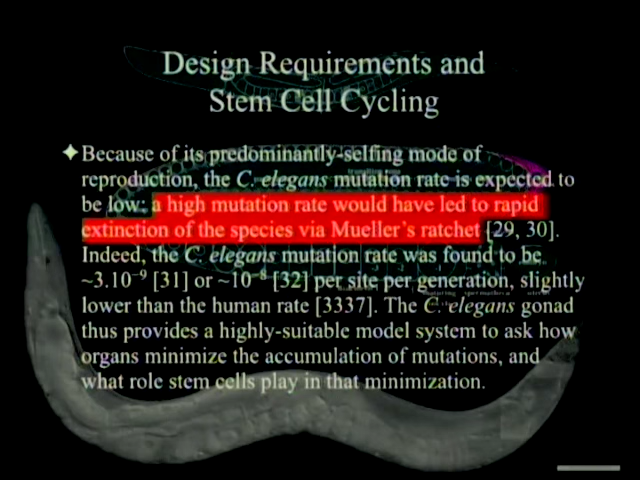 Design Requirements and
Stem Cell Cycling
✦Because of its predominantly-selfing mode of
reproduction, the C. elegans mutation rate is expected to
be low: a high mutation rate would have led to rapid
extinction of the species via Mueller's ratchet [29, 30].
Indeed, the C. elegans mutation rate was found to be
~3.10⁻⁹ [31] or ~10⁻⁸ [32] per site per generation, slightly
lower than the human rate [3337]. The C. elegans gonad
thus provides a highly-suitable model system to ask how
organs minimize the accumulation of mutations, and
what role stem cells play in that minimization.